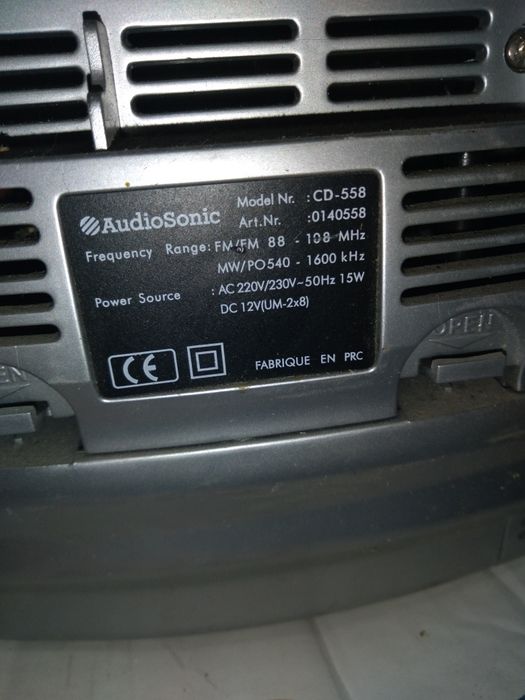 AudioSonic
Model Nr. : CD-558
Art.Nr. :0140558
Frequency Range: FM/FM 88 - 108 MHz
MW/PO540 - 1600 kHz
Power Source : AC 220V/230V~50Hz 15W
DC 12V(UM-2x8)
CE
FABRIQUE EN PRC
OPEN